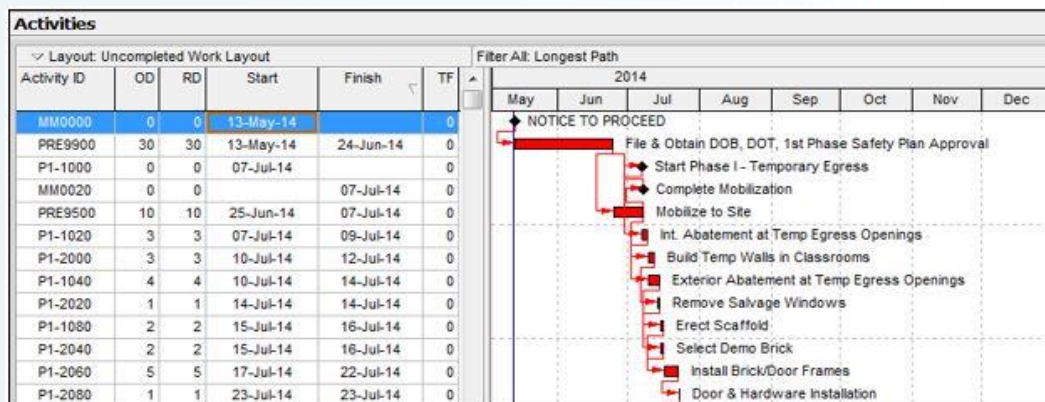 Activities
Layout: Uncompleted Work Layout Filter All: Longest Path
Activity ID OD RD Start Finish TF 2014
May Jun Jul Aug Sep Oct Nov Dec
MM0000 0 0 13-May-14 0 NOTICE TO PROCEED
PRE9900 30 30 13-May-14 24-Jun-14 0 File & Obtain DOB, DOT, 1st Phase Safety Plan Approval
P1-1000 0 0 07-Jul-14 0 Start Phase I - Temporary Egress
MM0020 0 0 07-Jul-14 0 Complete Mobilization
PRE9500 10 10 25-Jun-14 07-Jul-14 0 Mobilize to Site
P1-1020 3 3 07-Jul-14 09-Jul-14 0 Int. Abatement at Temp Egress Openings
P1-2000 3 3 10-Jul-14 12-Jul-14 0 Build Temp Walls in Classrooms
P1-1040 4 4 10-Jul-14 14-Jul-14 0 Exterior Abatement at Temp Egress Openings
P1-2020 1 1 14-Jul-14 14-Jul-14 0 Remove Salvage Windows
P1-1080 2 2 15-Jul-14 16-Jul-14 0 Erect Scaffold
P1-2040 2 2 15-Jul-14 16-Jul-14 0 Select Demo Brick
P1-2060 5 5 17-Jul-14 22-Jul-14 0 Install Brick/Door Frames
P1-2080 1 1 23-Jul-14 23-Jul-14 0 Door & Hardware Installation